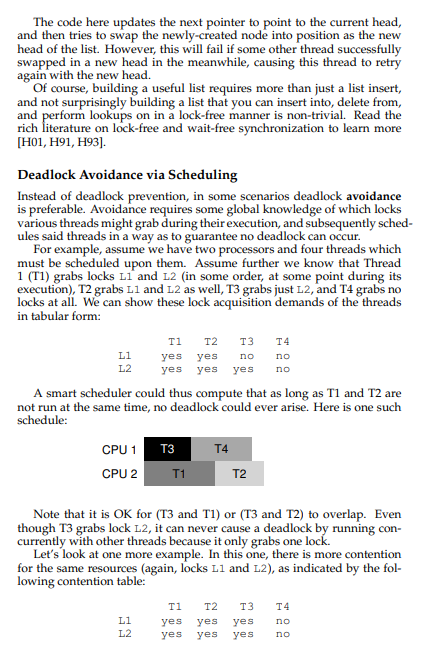 The code here updates the next pointer to point to the current head,
and then tries to swap the newly-created node into position as the new
head of the list. However, this will fail if some other thread successfully
swapped in a new head in the meanwhile, causing this thread to retry
again with the new head.
Of course, building a useful list requires more than just a list insert,
and not surprisingly building a list that you can insert into, delete from,
and perform lookups on in a lock-free manner is non-trivial. Read the
rich literature on lock-free and wait-free synchronization to learn more
[H01, H91, H93].
Deadlock Avoidance via Scheduling
Instead of deadlock prevention, in some scenarios deadlock avoidance
is preferable. Avoidance requires some global knowledge of which locks
various threads might grab during their execution, and subsequently sched-
ules said threads in a way as to guarantee no deadlock can occur.
For example, assume we have two processors and four threads which
must be scheduled upon them. Assume further we know that Thread
1 (T1) grabs locks L1 and L2 (in some order, at some point during its
execution), T2 grabs L1 and L2 as well, T3 grabs just L2, and T4 grabs no
locks at all. We can show these lock acquisition demands of the threads
in tabular form:
T1 T2 T3 T4
L1 yes yes no no
L2 yes yes yes no
A smart scheduler could thus compute that as long as T1 and T2 are
not run at the same time, no deadlock could ever arise. Here is one such
schedule:
CPU 1 T3 T4
CPU 2 T1 T2
Note that it is OK for (T3 and T1) or (T3 and T2) to overlap. Even
though T3 grabs lock L2, it can never cause a deadlock by running con-
currently with other threads because it only grabs one lock.
Let's look at one more example. In this one, there is more contention
for the same resources (again, locks L1 and L2), as indicated by the fol-
lowing contention table:
T1 T2 T3 T4
L1 yes yes yes no
L2 yes yes yes no